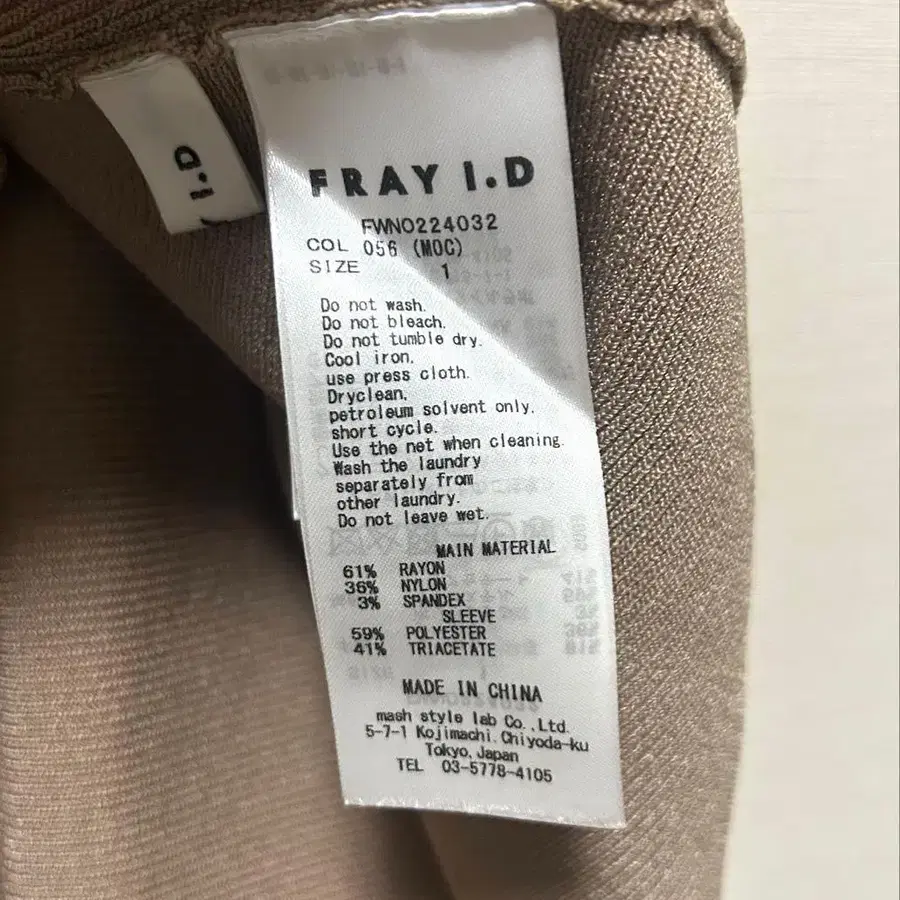 I.D
FRAY I.D
FWNO224032
COL 056 (MOC)
SIZE 1
Do not wash.
Do not bleach.
Do not tumble dry.
Cool iron.
use press cloth.
Dryclean.
petroleum solvent only.
short cycle.
Use the net when cleaning.
Wash the laundry
separately from
other laundry.
Do not leave wet.
MAIN MATERIAL
61% RAYON
36% NYLON
3% SPANDEX
SLEEVE
59% POLYESTER
41% TRIACETATE
MADE IN CHINA
mash style lab Co.,Ltd.
5-7-1 Kojimachi.Chiyoda-ku
Tokyo,Japan
TEL 03-5778-4105